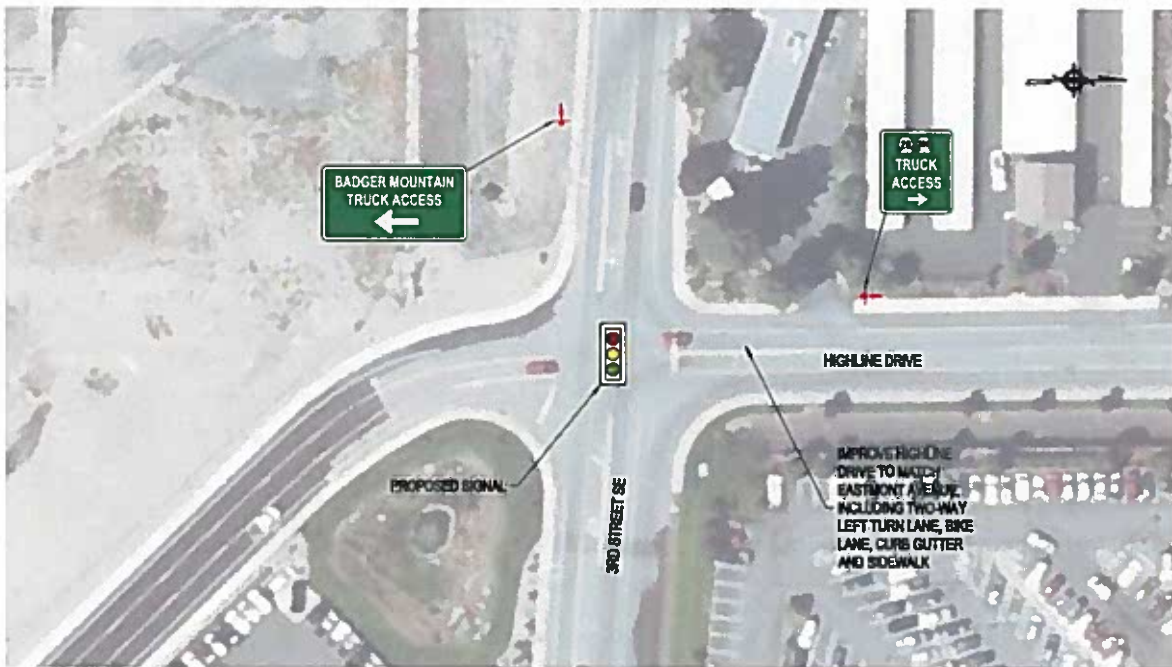 BADGER MOUNTAIN
TRUCK ACCESS
TRUCK
ACCESS
HIGHLINE DRIVE
PROPOSED SIGNAL
3RD STREET SE
IMPROVE HIGHLINE
DRIVE TO MATCH
EASTMONT AVENUE,
INCLUDING TWO-WAY
LEFT TURN LANE, BIKE
LANE, CURB GUTTER
AND SIDEWALK